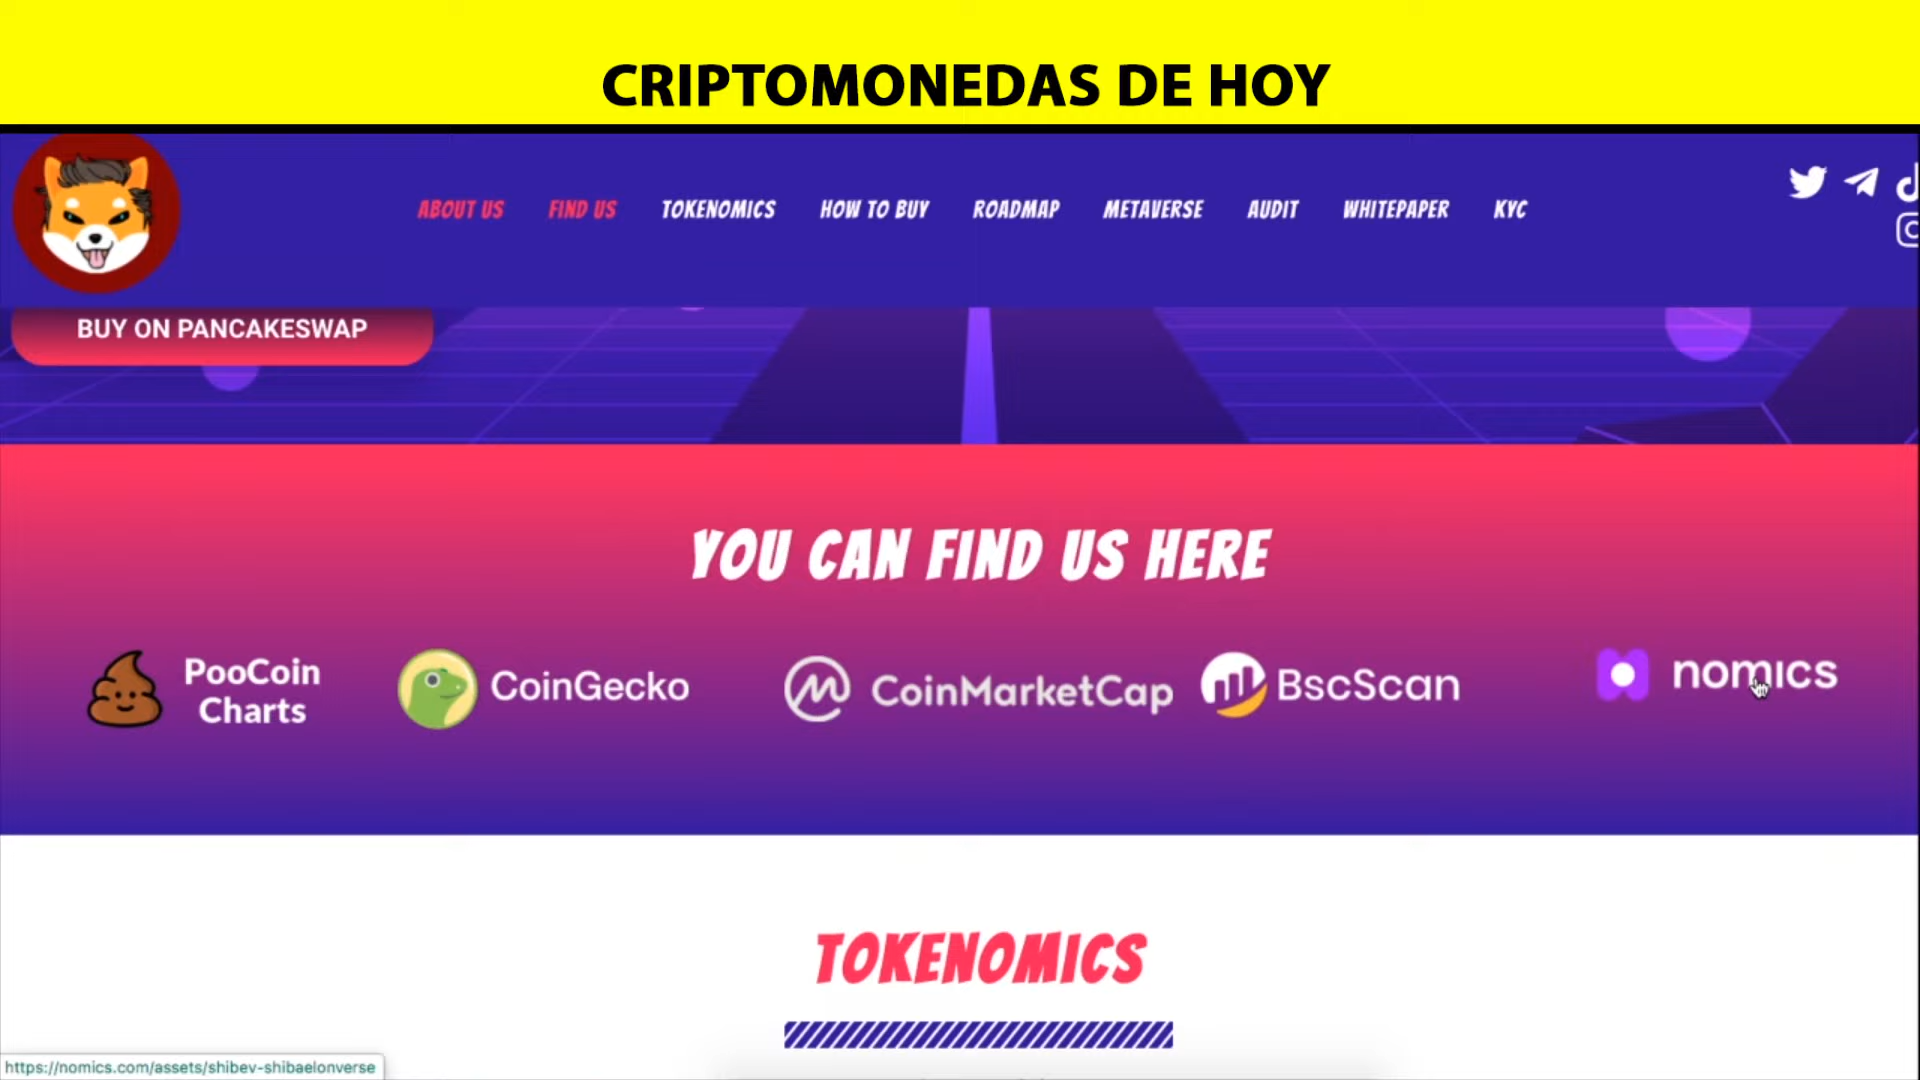 CRIPTOMONEDAS DE HOY
ABOUT US FIND US TOKENOMICS HOW TO BUY ROADMAP METAVERSE AUDIT WHITEPAPER KYC
BUY ON PANCAKESWAP
YOU CAN FIND US HERE
PooCoin
Charts
CoinGecko
CoinMarketCap
BscScan
nomics
TOKENOMICS
https://nomics.com/assets/shibev-shibaelonverse